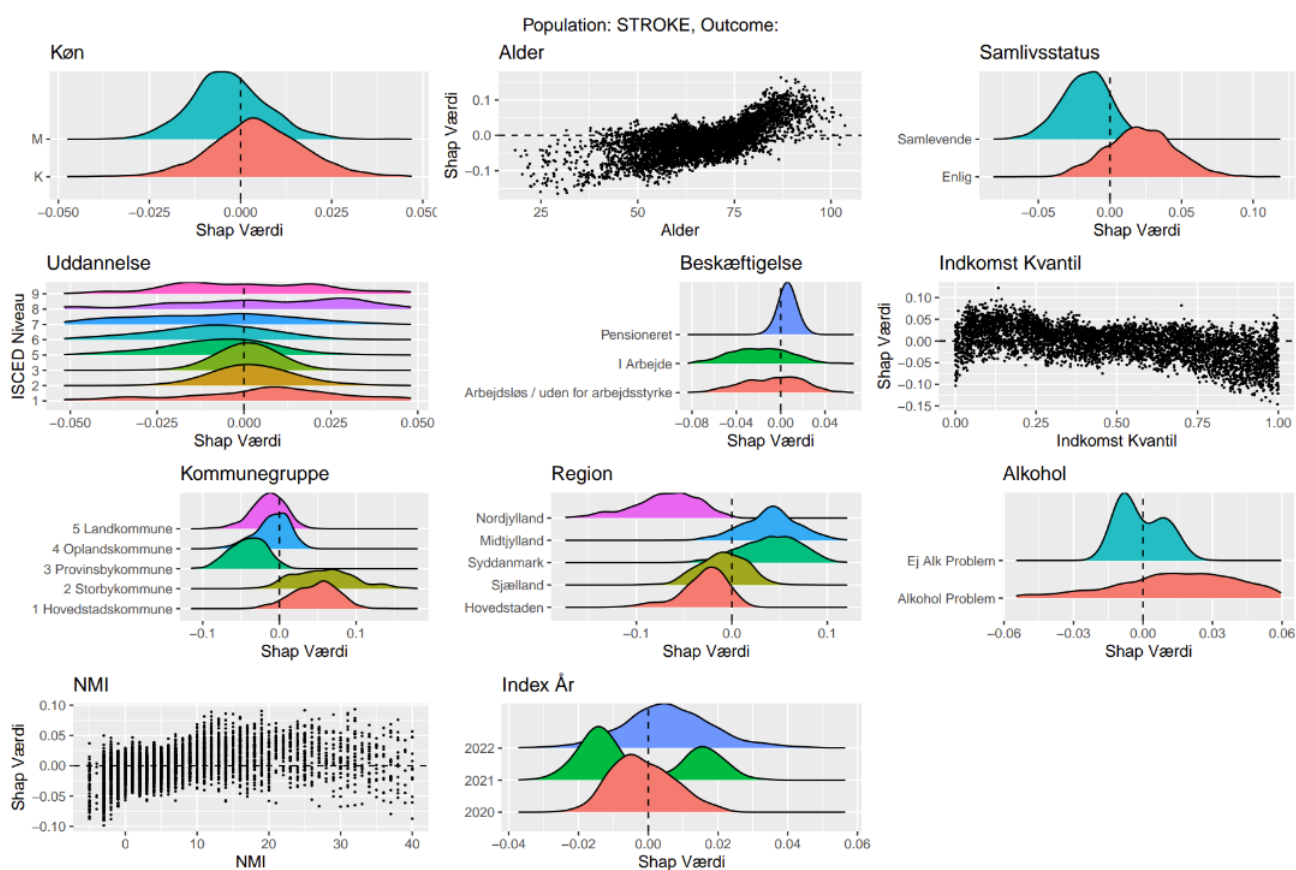 Population: STROKE, Outcome:
Køn
M
K
−0.050 −0.025 0.000 0.025 0.050
Shap Værdi
Alder
Shap Værdi
0.1
0.0
−0.1
25 50 75 100
Alder
Samlivsstatus
Samlevende
Enlig
−0.05 0.00 0.05 0.10
Shap Værdi
Uddannelse
ISCED Niveau
9
8
7
6
5
3
2
1
−0.050 −0.025 0.000 0.025 0.050
Shap Værdi
Beskæftigelse
Pensioneret
I Arbejde
Arbejdsløs / uden for arbejdsstyrke
−0.08 −0.04 0.00 0.04
Shap Værdi
Indkomst Kvantil
Shap Værdi
0.10
0.05
0.00
−0.05
−0.10
−0.15
0.00 0.25 0.50 0.75 1.00
Indkomst Kvantil
Kommunegruppe
5 Landkommune
4 Oplandskommune
3 Provinsbykommune
2 Storbykommune
1 Hovedstadskommune
−0.1 0.0 0.1
Shap Værdi
Region
Nordjylland
Midtjylland
Syddanmark
Sjælland
Hovedstaden
−0.1 0.0 0.1
Shap Værdi
Alkohol
Ej Alk Problem
Alkohol Problem
−0.06 −0.03 0.00 0.03 0.06
Shap Værdi
NMI
Shap Værdi
0.10
0.05
0.00
−0.05
−0.10
0 10 20 30 40
NMI
Index År
2022
2021
2020
−0.04 −0.02 0.00 0.02 0.04 0.06
Shap Værdi